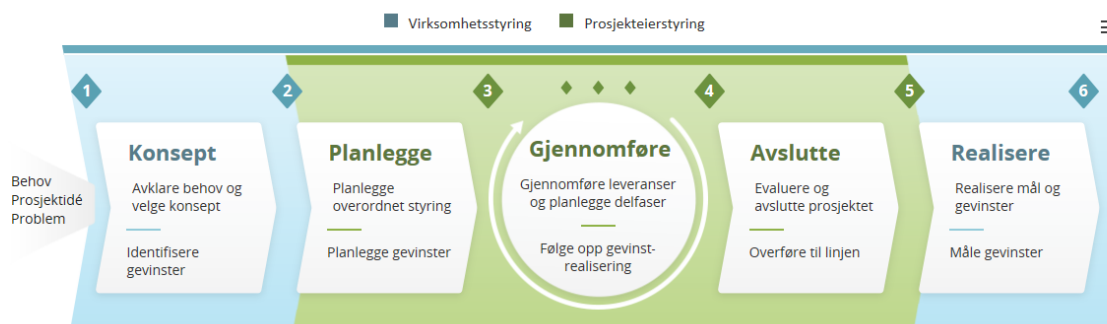 Virksomhetsstyring
Prosjekteierstyring
1
2
3
4
5
6
Behov
Prosjektidé
Problem
Konsept
Avklare behov og
velge konsept
Identifisere
gevinster
Planlegge
Planlegge
overordnet styring
Planlegge gevinster
Gjennomføre
Gjennomføre leveranser
og planlegge delfaser
Følge opp gevinst-
realisering
Avslutte
Evaluere og
avslutte prosjektet
Overføre til linjen
Realisere
Realisere mål og
gevinster
Måle gevinster